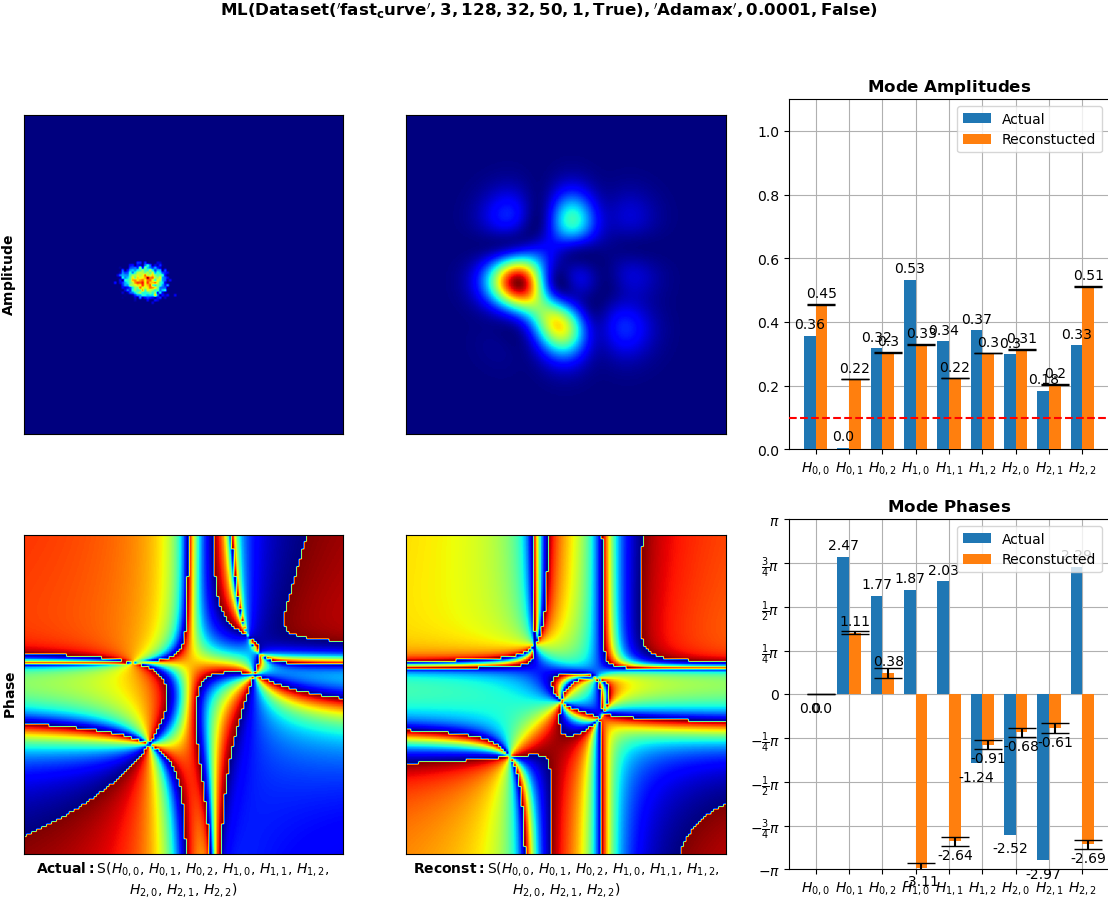 ML(Dataset('fast_curve', 3, 128, 32, 50, 1, True), 'Adamax', 0.0001, False)
Mode Amplitudes
Amplitude
Actual
Reconstucted
1.0
0.8
0.6
0.4
0.2
0.0
0.36 0.45
0.0 0.22
0.32 0.3
0.53 0.33
0.34 0.22
0.37 0.3
0.3 0.31
0.18 0.2
0.33 0.51
H0,0 H0,1 H0,2 H1,0 H1,1 H1,2 H2,0 H2,1 H2,2
Mode Phases
Phase
Actual
Reconstucted
π
3/4π
1/2π
1/4π
0
−1/4π
−1/2π
−3/4π
−π
0.0 0.0
2.47 1.11
1.77 0.38
1.87 -3.11
2.03 -2.64
-1.24 -0.91
-2.52 -0.68
-2.97 -0.61
-2.69
H0,0 H0,1 H0,2 H1,0 H1,1 H1,2 H2,0 H2,1 H2,2
Actual: S(H0,0, H0,1, H0,2, H1,0, H1,1, H1,2,
H2,0, H2,1, H2,2)
Reconst: S(H0,0, H0,1, H0,2, H1,0, H1,1, H1,2,
H2,0, H2,1, H2,2)